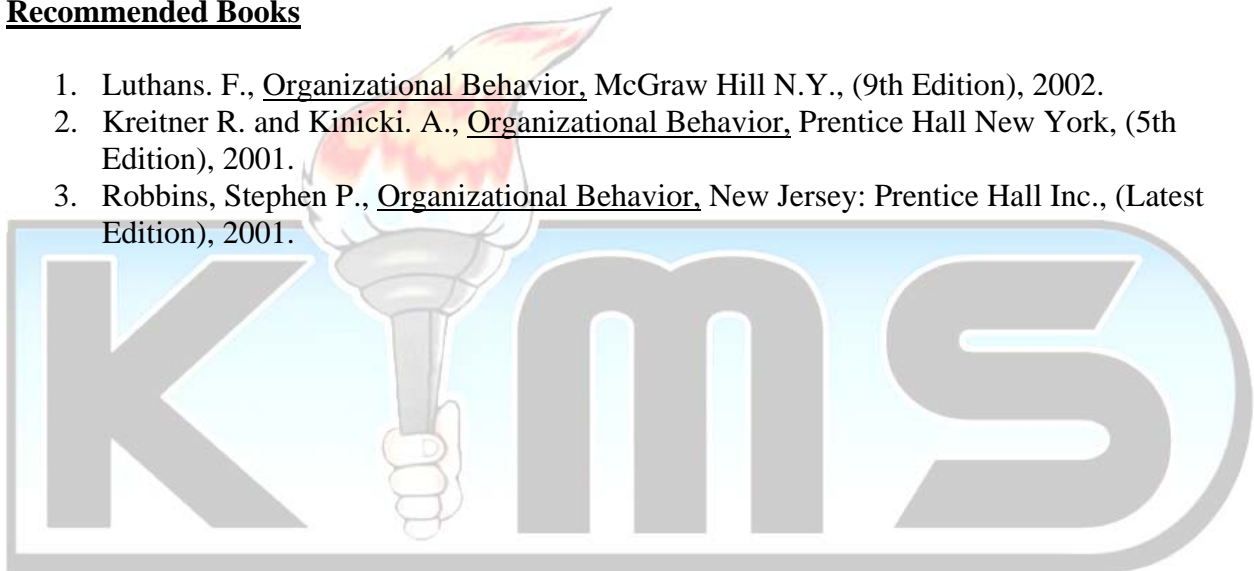 Recommended Books
1. Luthans. F., Organizational Behavior, McGraw Hill N.Y., (9th Edition), 2002.
2. Kreitner R. and Kinicki. A., Organizational Behavior, Prentice Hall New York, (5th
Edition), 2001.
3. Robbins, Stephen P., Organizational Behavior, New Jersey: Prentice Hall Inc., (Latest
Edition), 2001.
KIMS